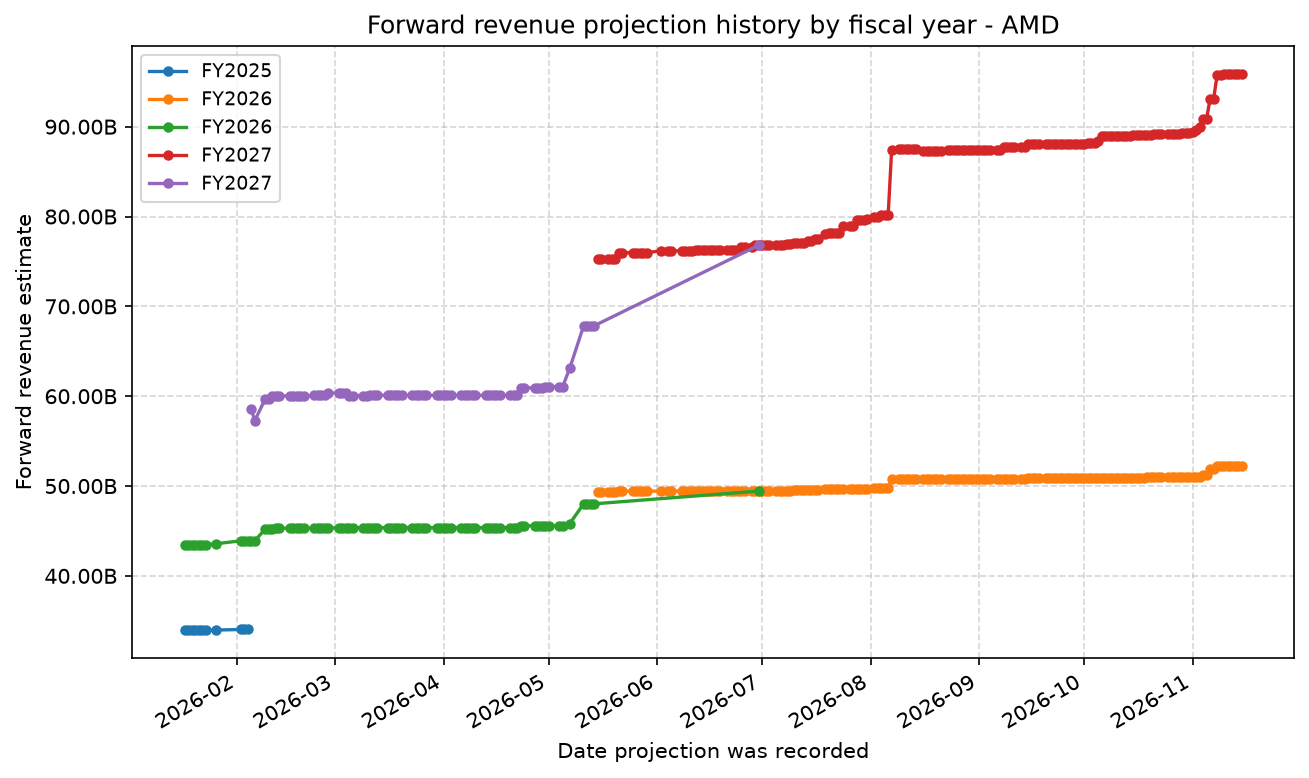 Forward revenue projection history by fiscal year - AMD
FY2025
FY2026
FY2026
FY2027
FY2027
90.00B
80.00B
70.00B
60.00B
50.00B
40.00B
Forward revenue estimate
2026-02
2026-03
2026-04
2026-05
2026-06
2026-07
2026-08
2026-09
2026-10
2026-11
Date projection was recorded